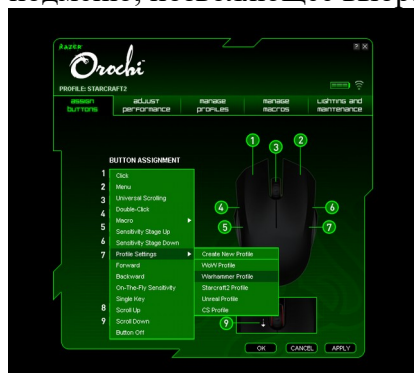 RAZER
Orochi
PROFILE: STARCRAFT2
assign buttons
adjust performance
manage profiles
manage macros
Lighting and maintenance
BUTTON ASSIGNMENT
1 Click
2 Menu
3 Universal Scrolling
4 Double-Click
Macro
5 Sensitivity Stage Up
6 Sensitivity Stage Down
7 Profile Settings
Forward
Backward
On-The-Fly Sensitivity
Single Key
8 Scroll Up
9 Scroll Down
Button Off
Create New Profile
WoW Profile
Warhammer Profile
Starcraft2 Profile
Unreal Profile
CS Profile
1
2
3
4
5
6
7
9
OK
CANCEL
APPLY